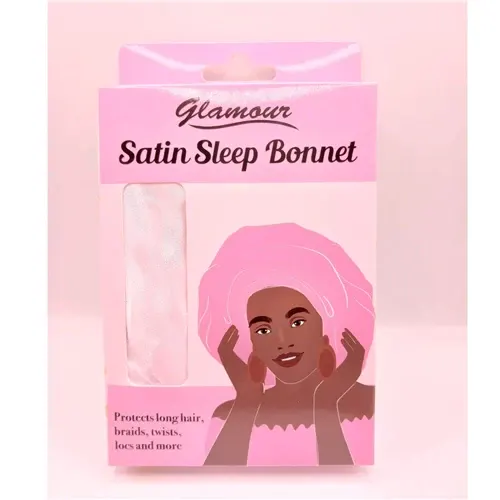 Glamour
Satin Sleep Bonnet
Protects long hair,
braids, twists,
locs and more